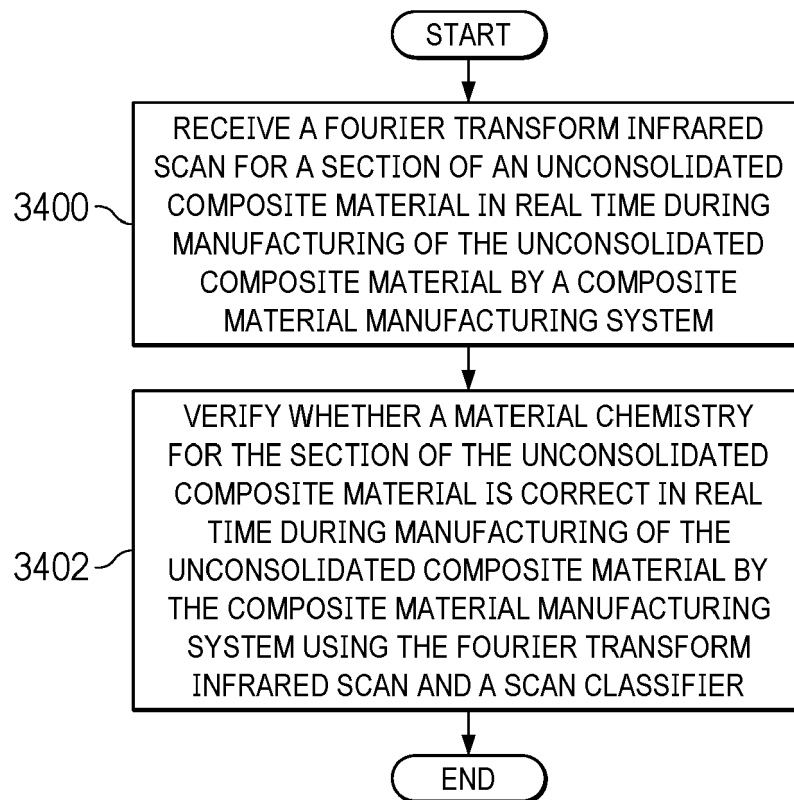 START
3400
RECEIVE A FOURIER TRANSFORM INFRARED
SCAN FOR A SECTION OF AN UNCONSOLIDATED
COMPOSITE MATERIAL IN REAL TIME DURING
MANUFACTURING OF THE UNCONSOLIDATED
COMPOSITE MATERIAL BY A COMPOSITE
MATERIAL MANUFACTURING SYSTEM
3402
VERIFY WHETHER A MATERIAL CHEMISTRY
FOR THE SECTION OF THE UNCONSOLIDATED
COMPOSITE MATERIAL IS CORRECT IN REAL
TIME DURING MANUFACTURING OF THE
UNCONSOLIDATED COMPOSITE MATERIAL BY
THE COMPOSITE MATERIAL MANUFACTURING
SYSTEM USING THE FOURIER TRANSFORM
INFRARED SCAN AND A SCAN CLASSIFIER
END